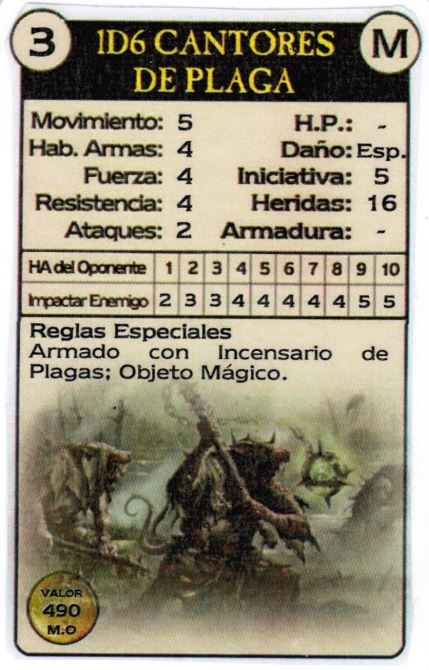 3
1D6 CANTORES
DE PLAGA
M
Movimiento: 5 H.P.: -
Hab. Armas: 4 Daño: Esp.
Fuerza: 4 Iniciativa: 5
Resistencia: 4 Heridas: 16
Ataques: 2 Armadura: -
HA del Oponente 1 2 3 4 5 6 7 8 9 10
Impactar Enemigo 2 3 3 4 4 4 4 4 5 5
Reglas Especiales
Armado con Incensario de
Plagas; Objeto Mágico.
VALOR
490
M.O